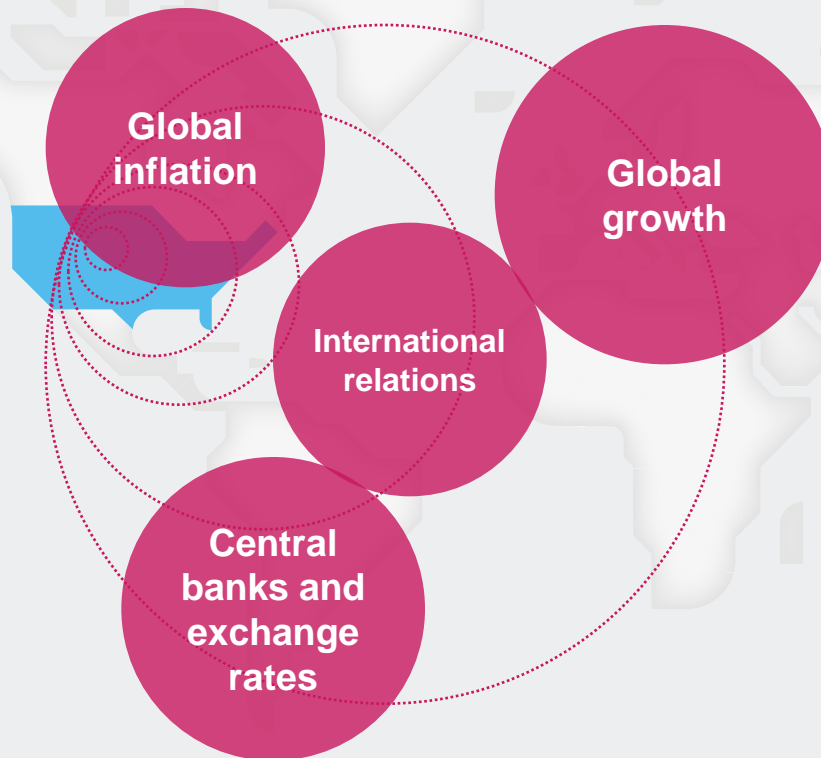 Global
inflation
Global
growth
International
relations
Central
banks and
exchange
rates